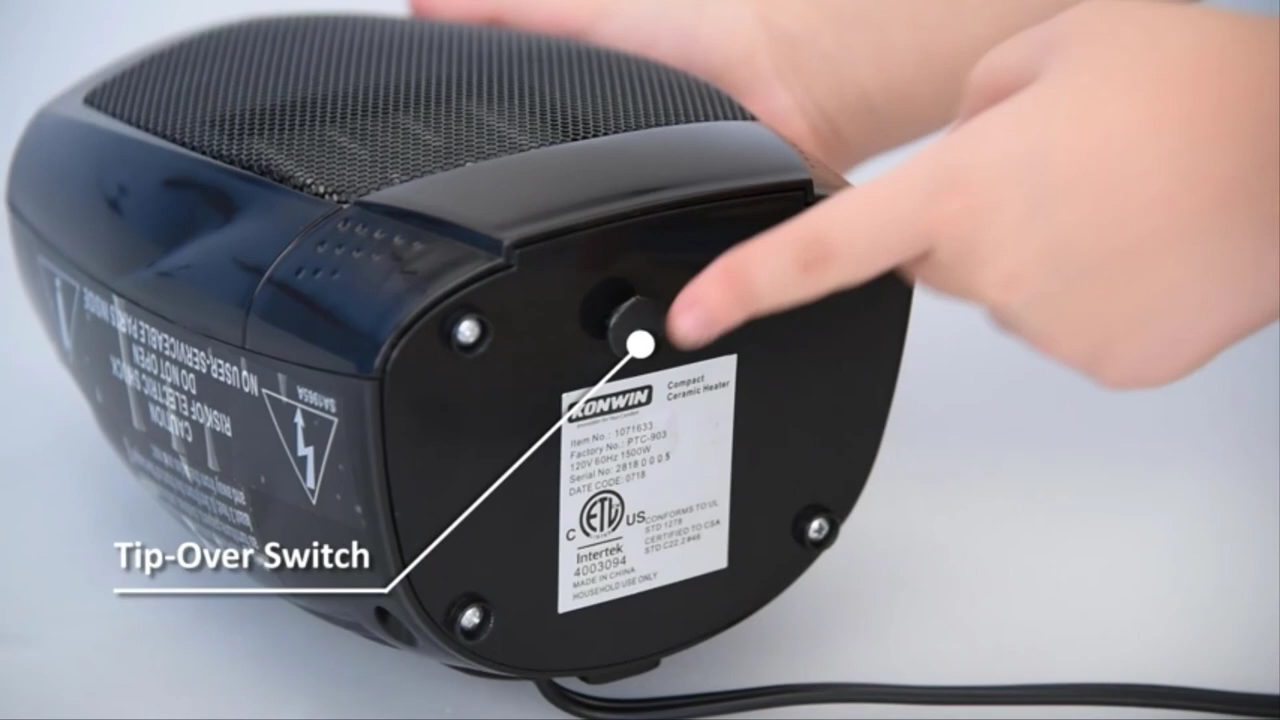 KONWIN
Compact
Ceramic Heater
Item No.: 1071633
Factory No.: PTC-903
120V 60Hz 1500W
Serial No: 2818 0 0 0 5
DATE CODE: 0718
C ETL US
Intertek
4003094
CONFORMS TO UL
STD 1278
CERTIFIED TO CSA
STD C22.2#46
MADE IN CHINA
HOUSEHOLD USE ONLY
Tip-Over Switch
SA1965A
CAUTION
RISK OF ELECTRIC SHOCK
DO NOT OPEN
NO USER-SERVICEABLE PARTS INSIDE